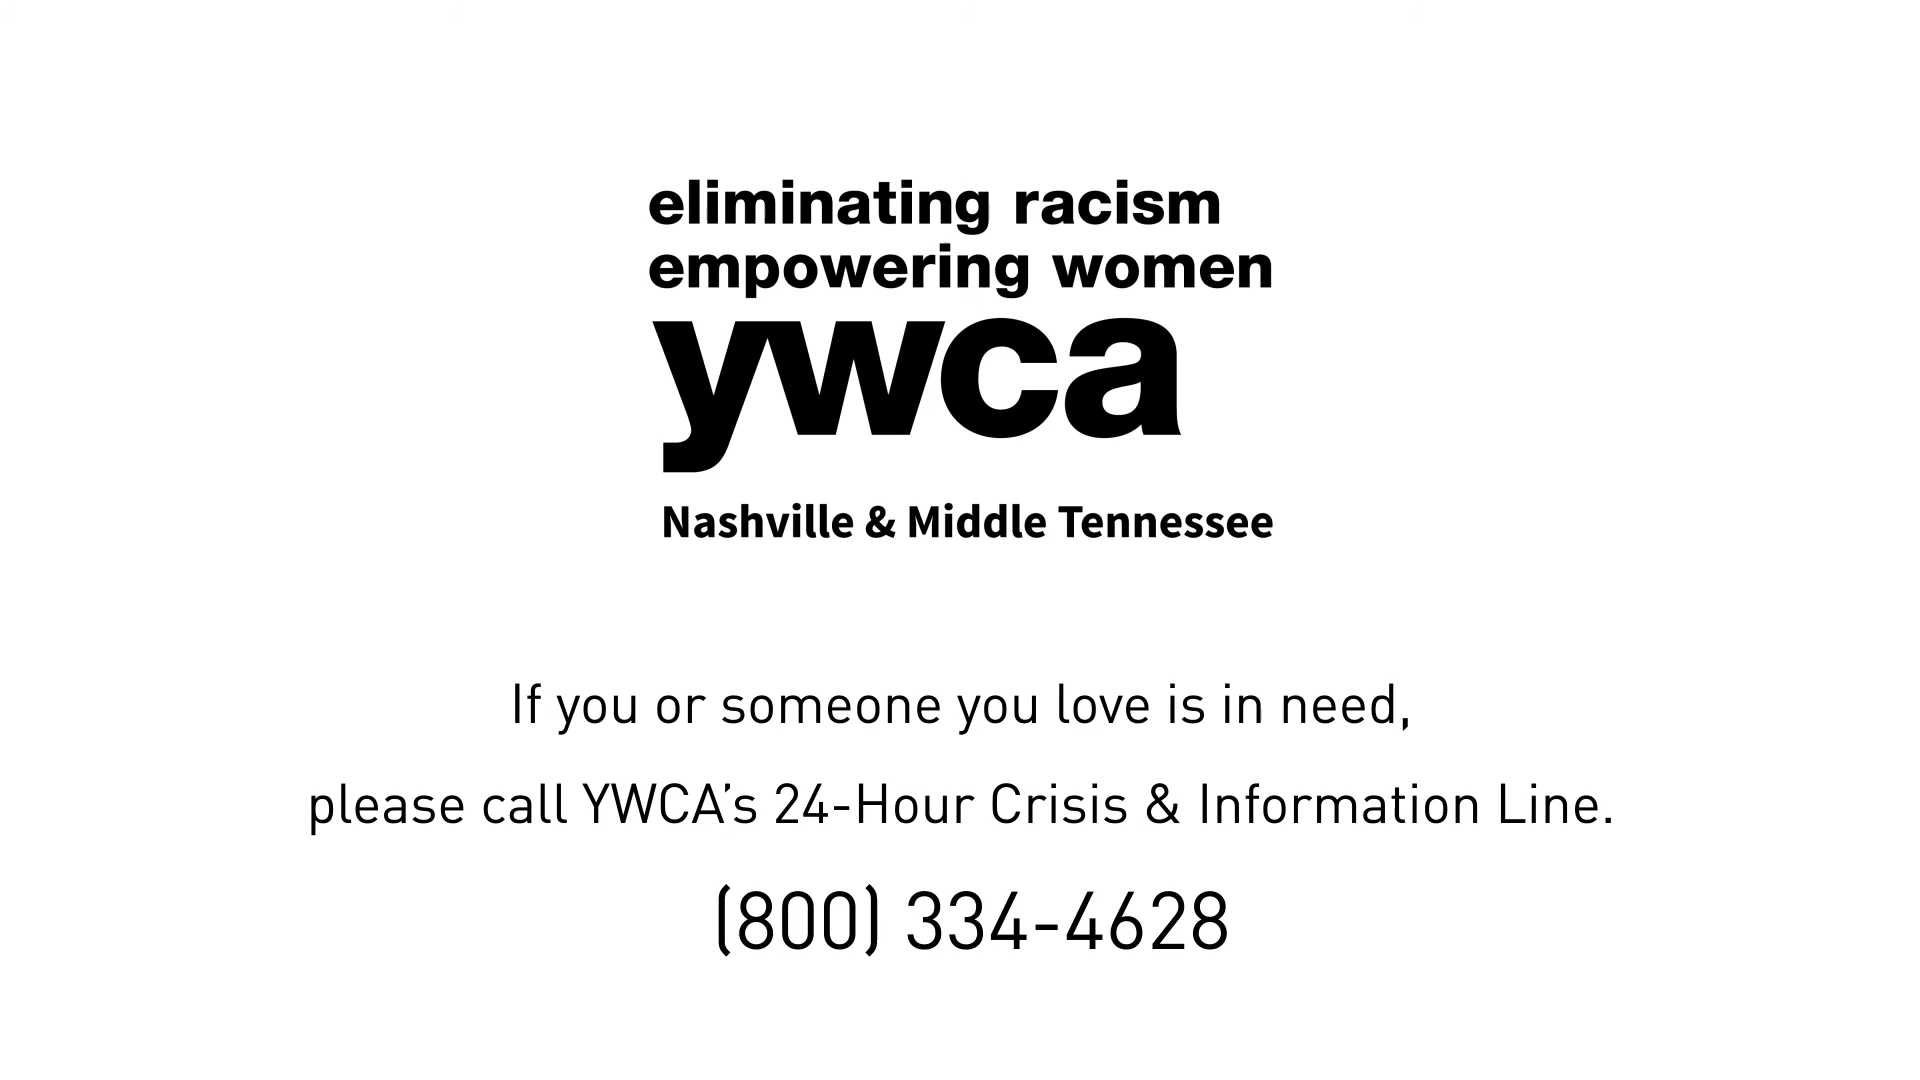 eliminating racism
empowering women
ywca
Nashville & Middle Tennessee
If you or someone you love is in need,
please call YWCA’s 24-Hour Crisis & Information Line.
(800) 334-4628